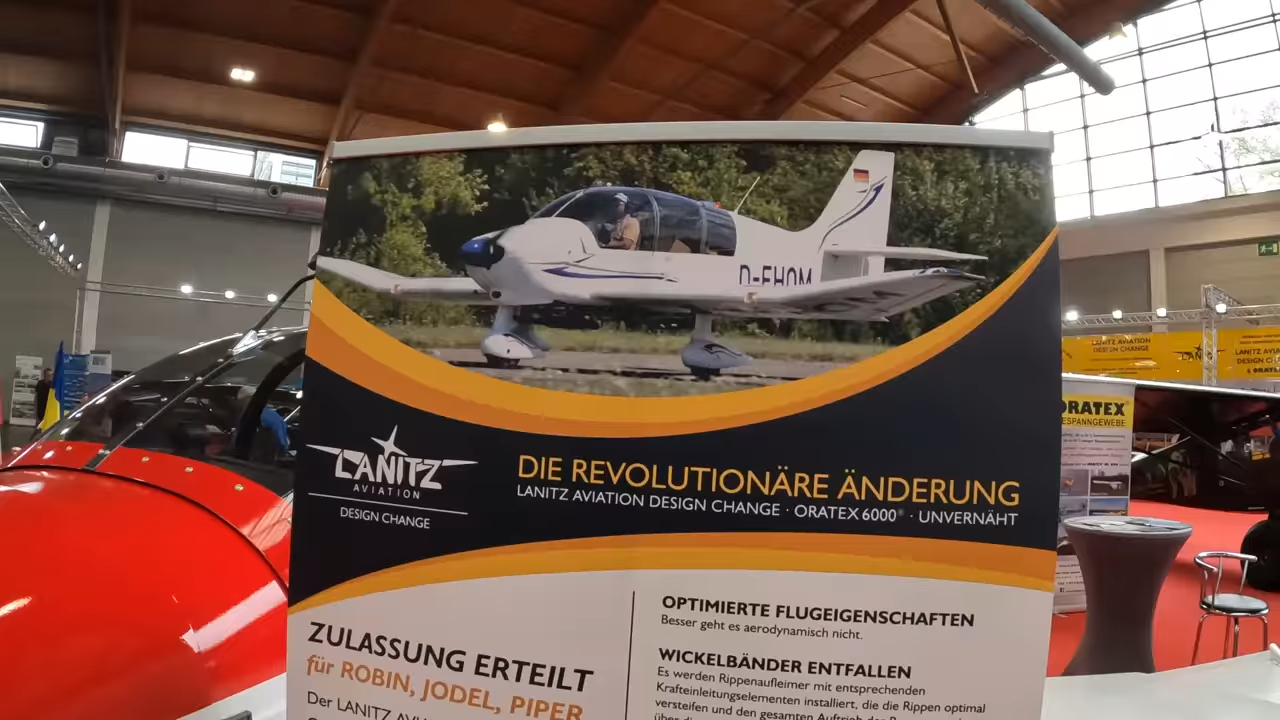 D-EHQM
LANITZ
AVIATION
DESIGN CHANGE
DIE REVOLUTIONÄRE ÄNDERUNG
LANITZ AVIATION DESIGN CHANGE · ORATEX 6000® · UNVERNÄHT
ZULASSUNG ERTEILT
für ROBIN, JODEL, PIPER
Der LANITZ
OPTIMIERTE FLUGEIGENSCHAFTEN
Besser geht es aerodynamisch nicht.
WICKELBÄNDER ENTFALLEN
Es werden Rippenaufleimer mit entsprechenden
Krafteinleitungselementen installiert, die die Rippen optimal
versteifen und den gesamten Auftrieb der
LANITZ AVIATION
DESIGN CHANGE
LANITZ
ORATEX